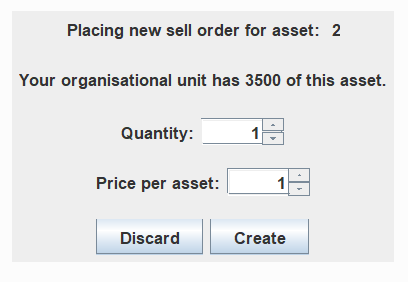 Placing new sell order for asset: 2
Your organisational unit has 3500 of this asset.
Quantity: 1
Price per asset: 1
Discard Create